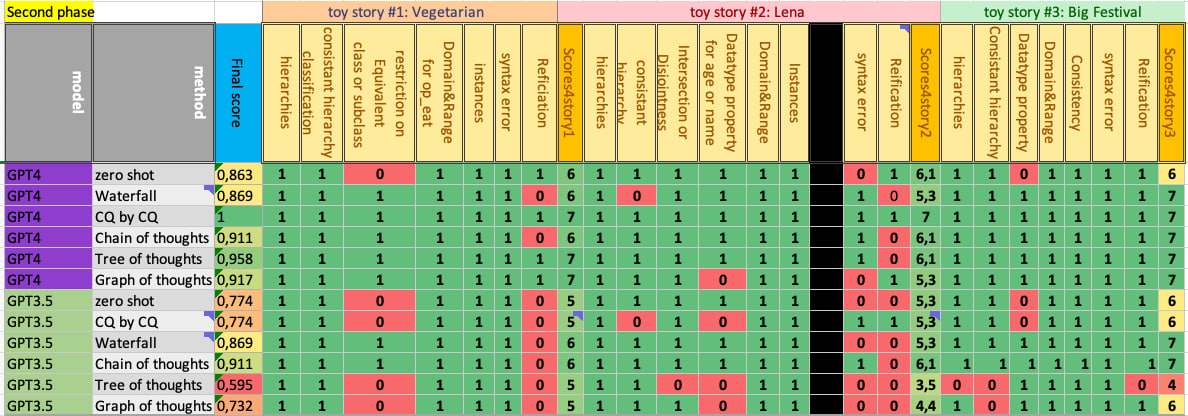 Second phase toy story #1: Vegetarian toy story #2: Lena toy story #3: Big Festival
model
method
Final score
hierarchies
consistant hierarchy
classification
restriction on
Equivalent
class or subclass
Domain&Range
for op_eat
instances
syntax error
Reficiation
Scores4story1
hierarchies
consistant
hierarchy
Intersection or
Disjointness
Datatype property
for age or name
Domain&Range
Instances
syntax error
Reification
Scores4story2
hierarchies
Consistant hierarchy
Datatype property
Domain&Range
Consistency
syntax error
Reification
Scores4story3
GPT4 zero shot 0,863 1 1 0 1 1 1 1 6 1 1 1 1 1 1 0 1 6,1 1 1 0 1 1 1 1 6
GPT4 Waterfall 0,869 1 1 1 1 1 1 0 6 1 0 1 1 1 1 1 0 5,3 1 1 1 1 1 1 1 7
GPT4 CQ by CQ 1 1 1 1 1 1 1 1 7 1 1 1 1 1 1 1 1 7 1 1 1 1 1 1 1 7
GPT4 Chain of thoughts 0,911 1 1 1 1 1 1 0 6 1 1 1 1 1 1 1 0 6,1 1 1 1 1 1 1 1 7
GPT4 Tree of thoughts 0,958 1 1 1 1 1 1 1 7 1 1 1 1 1 1 1 0 6,1 1 1 1 1 1 1 1 7
GPT4 Graph of thoughts 0,917 1 1 1 1 1 1 1 7 1 1 1 0 1 1 0 1 5,3 1 1 1 1 1 1 1 7
GPT3.5 zero shot 0,774 1 1 0 1 1 1 0 5 1 1 1 1 1 1 0 0 5,3 1 1 0 1 1 1 1 6
GPT3.5 CQ by CQ 0,774 1 1 0 1 1 1 0 5 1 0 1 0 1 1 1 1 5,3 1 1 0 1 1 1 1 6
GPT3.5 Waterfall 0,869 1 1 1 1 1 1 0 6 1 1 1 1 1 1 0 0 5,3 1 1 1 1 1 1 1 7
GPT3.5 Chain of thoughts 0,911 1 1 1 1 1 1 0 6 1 1 1 1 1 1 1 0 6,1 1 1 1 1 1 1 1 7
GPT3.5 Tree of thoughts 0,595 1 1 0 1 1 1 0 5 1 1 0 0 1 1 0 0 3,5 0 0 1 1 1 1 0 4
GPT3.5 Graph of thoughts 0,732 1 1 0 1 1 1 0 5 1 1 1 0 1 1 0 0 4,4 1 0 1 1 1 1 1 6